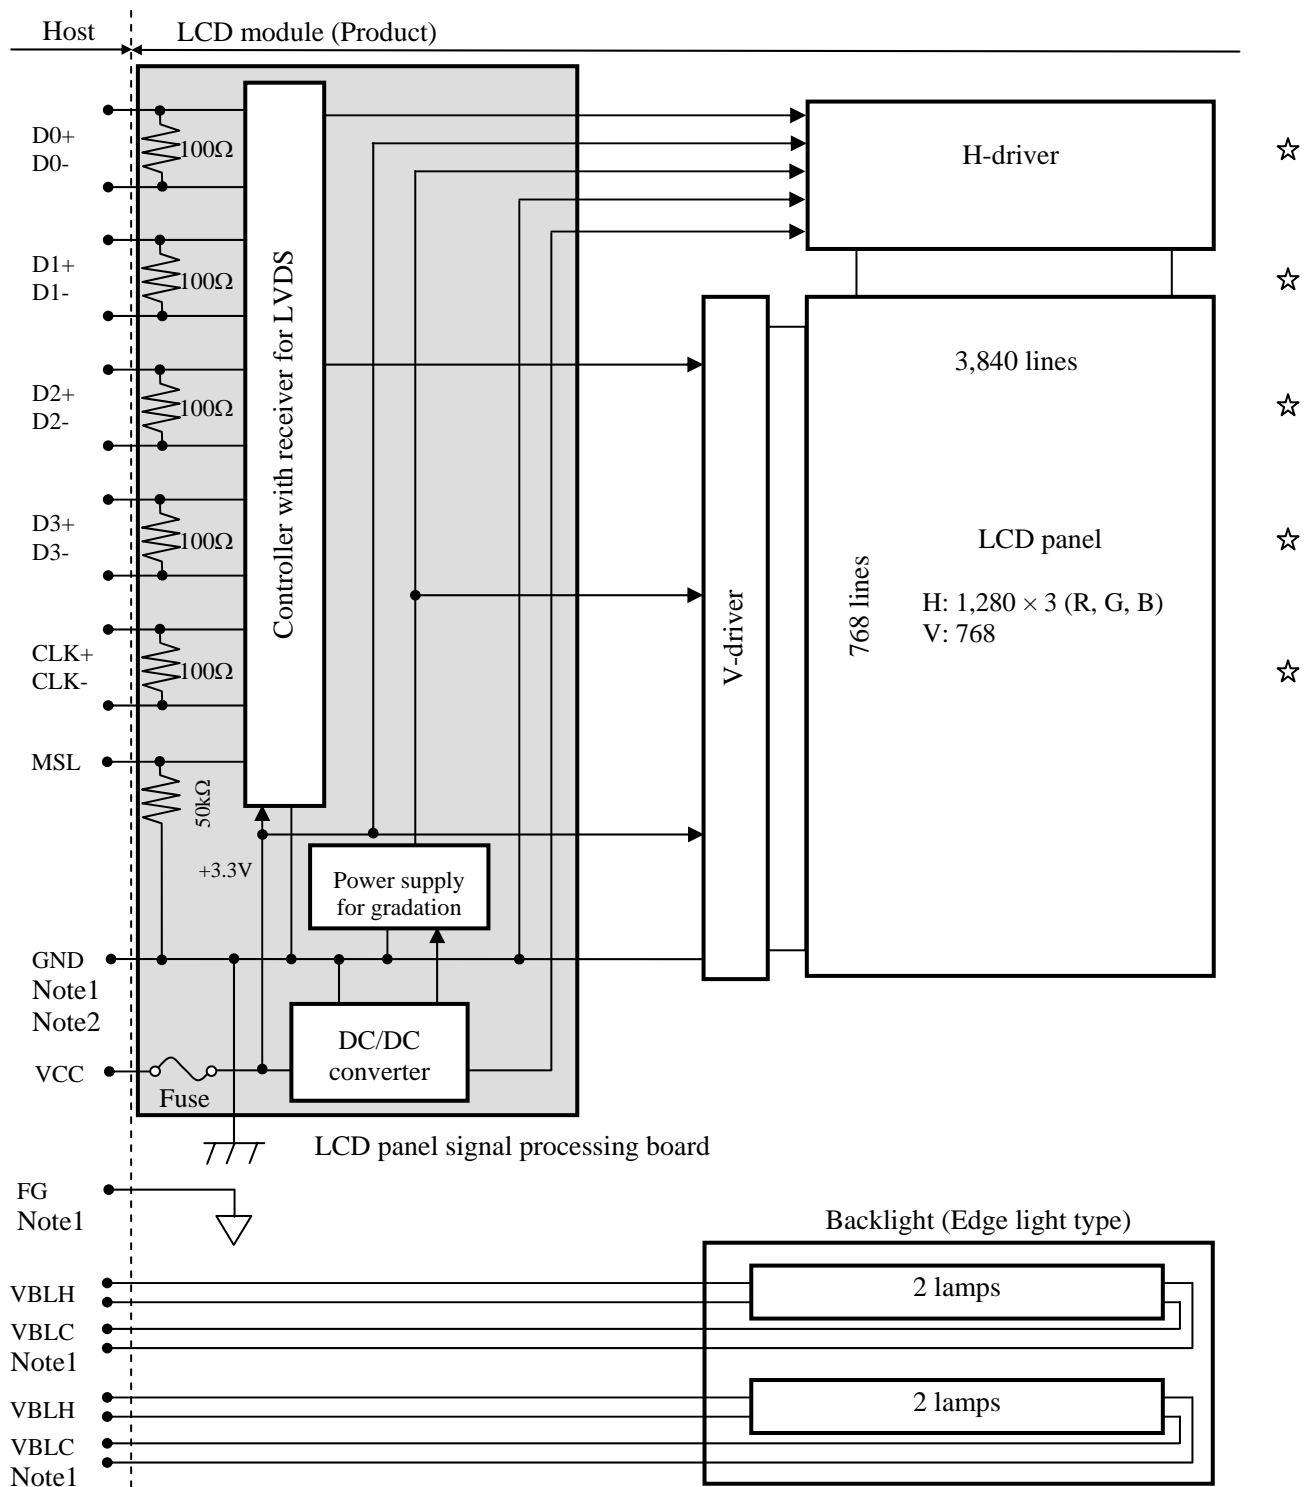 Host
LCD module (Product)
D0+
D0-
100Ω
H-driver
☆
D1+
D1-
100Ω
☆
Controller with receiver for LVDS
D2+
D2-
100Ω
3,840 lines
☆
D3+
D3-
100Ω
LCD panel
☆
768 lines
H: 1,280 × 3 (R, G, B)
V: 768
V-driver
CLK+
CLK-
100Ω
☆
MSL
50kΩ
+3.3V
Power supply
for gradation
GND
Note1
Note2
DC/DC
converter
VCC
Fuse
LCD panel signal processing board
FG
Note1
Backlight (Edge light type)
VBLH
2 lamps
VBLC
Note1
VBLH
2 lamps
VBLC
Note1